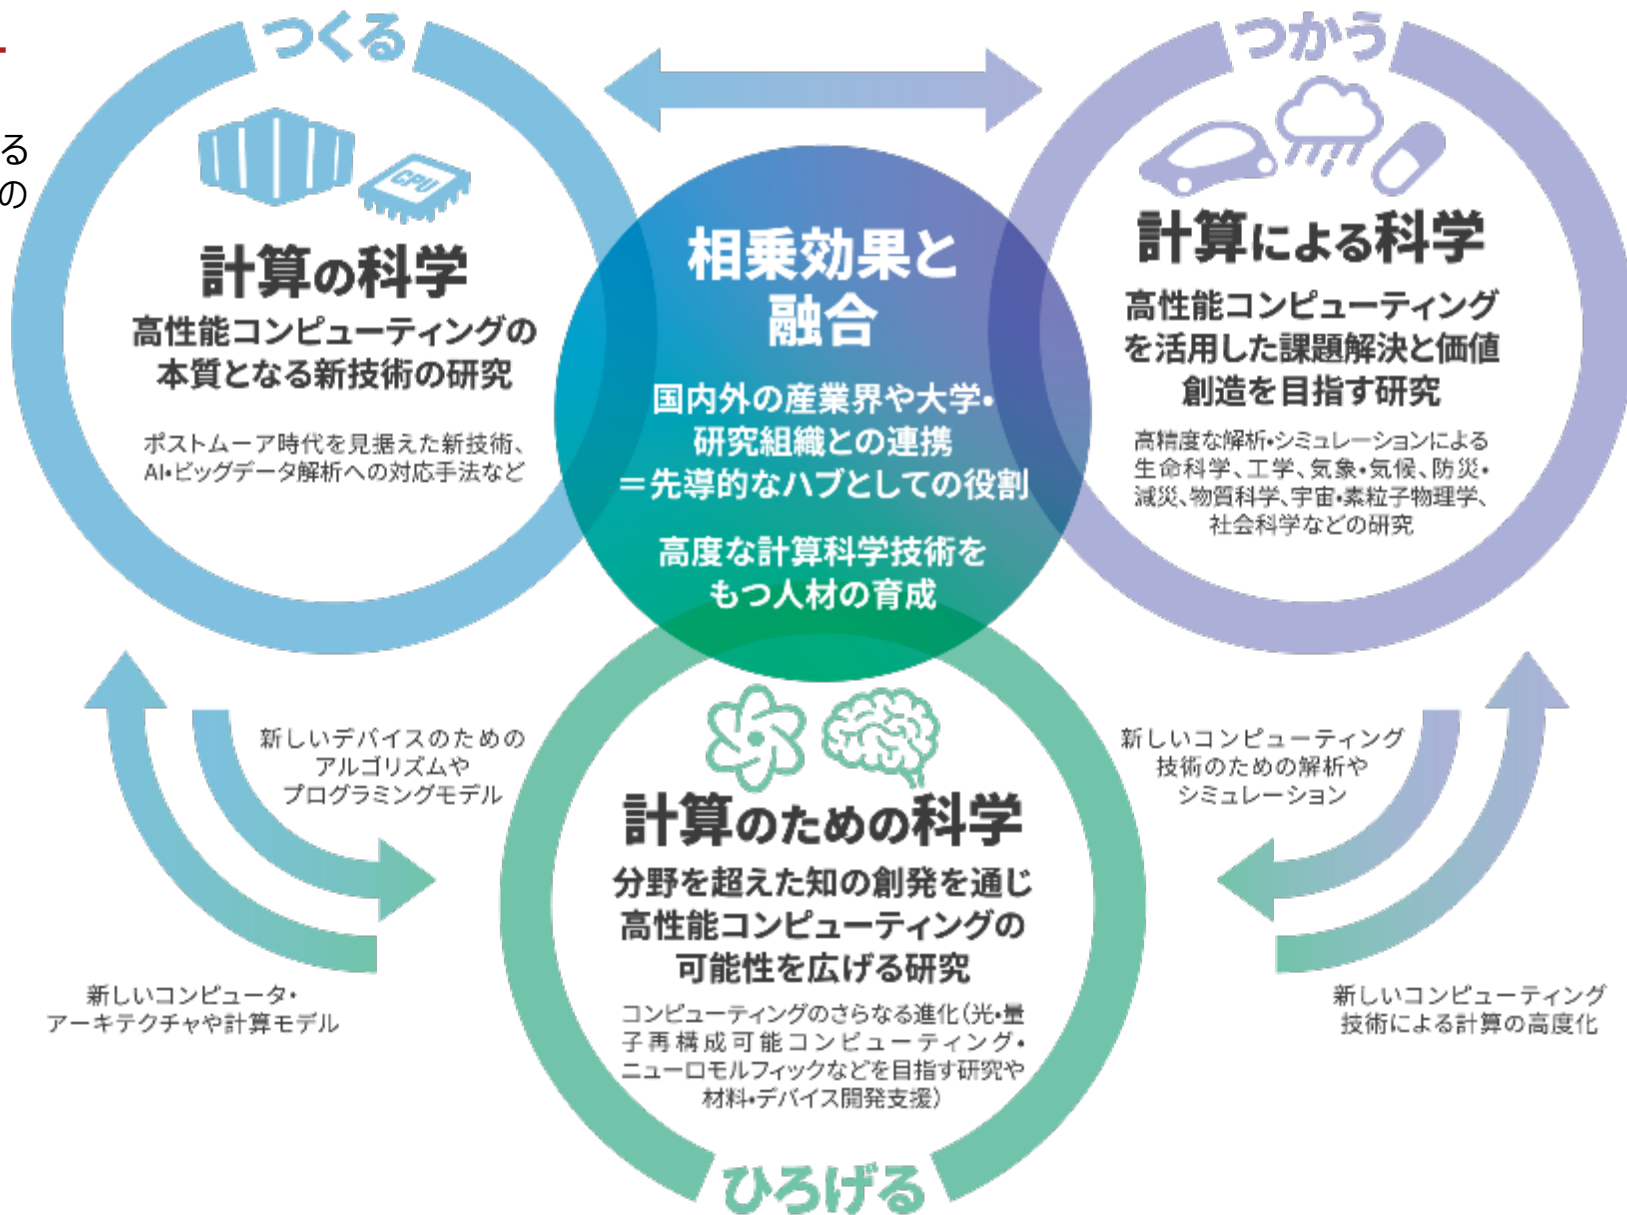 つくる
つかう
る
の
CPU
計算の科学
高性能コンピューティングの
本質となる新技術の研究
ポストムーア時代を見据えた新技術、
AI・ビッグデータ解析への対応手法など
相乗効果と
融合
国内外の産業界や大学・
研究組織との連携
＝先導的なハブとしての役割
高度な計算科学技術を
もつ人材の育成
計算による科学
高性能コンピューティング
を活用した課題解決と価値
創造を目指す研究
高精度な解析・シミュレーションによる
生命科学、工学、気象・気候、防災・
減災、物質科学、宇宙・素粒子物理学、
社会科学などの研究
新しいデバイスのための
アルゴリズムや
プログラミングモデル
新しいコンピュータ・
アーキテクチャや計算モデル
計算のための科学
分野を超えた知の創発を通じ
高性能コンピューティングの
可能性を広げる研究
コンピューティングのさらなる進化（光・量
子再構成可能コンピューティング・
ニューロモルフィックなどを目指す研究や
材料・デバイス開発支援）
新しいコンピューティング
技術のための解析や
シミュレーション
新しいコンピューティング
技術による計算の高度化
ひろげる